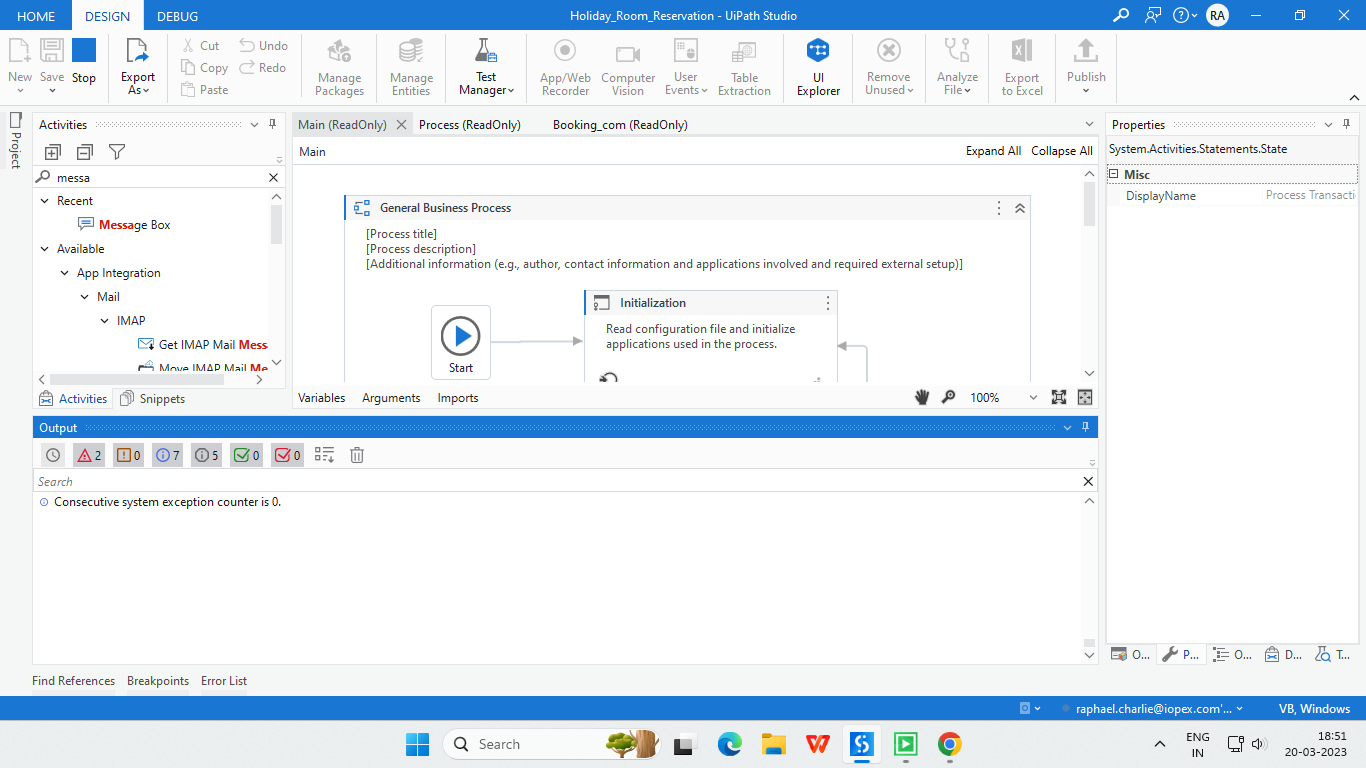 HOME DESIGN DEBUG Holiday_Room_Reservation - UiPath Studio RA
New Save Stop Export As Cut Copy Paste Undo Redo Manage Packages Manage Entities Test Manager App/Web Recorder Computer Vision User Events Table Extraction UI Explorer Remove Unused Analyze File Export to Excel Publish
Project
Activities
messa
Recent
Message Box
Available
App Integration
Mail
IMAP
Get IMAP Mail Mess
Move IMAP Mail Me
Activities Snippets
Main (ReadOnly) Process (ReadOnly) Booking_com (ReadOnly)
Main Expand All Collapse All
General Business Process
[Process title]
[Process description]
[Additional information (e.g., author, contact information and applications involved and required external setup)]
Start
Initialization
Read configuration file and initialize
applications used in the process.
Variables Arguments Imports 100%
Properties
System.Activities.Statements.State
Misc
DisplayName Process Transacti
O... P... O... D... T...
Output
2 0 7 5 0 0
Search
Consecutive system exception counter is 0.
Find References Breakpoints Error List
raphael.charlie@iopex.com'... VB, Windows
Search
ENG
IN
18:51
20-03-2023